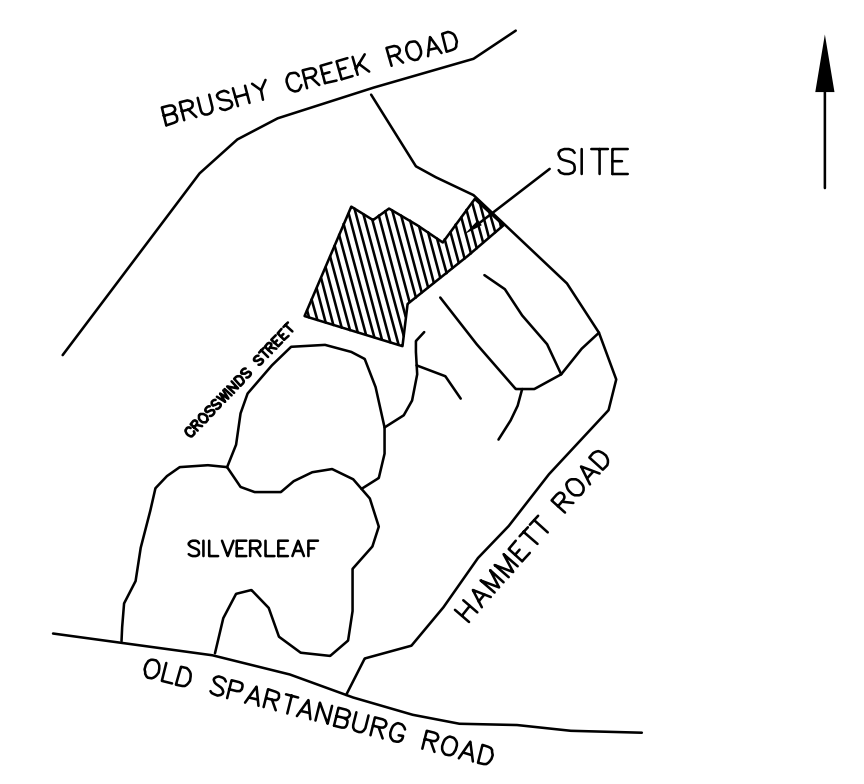 BRUSHY CREEK ROAD
SITE
CROSSWINDS STREET
HAMMETT ROAD
SILVERLEAF
OLD SPARTANBURG ROAD